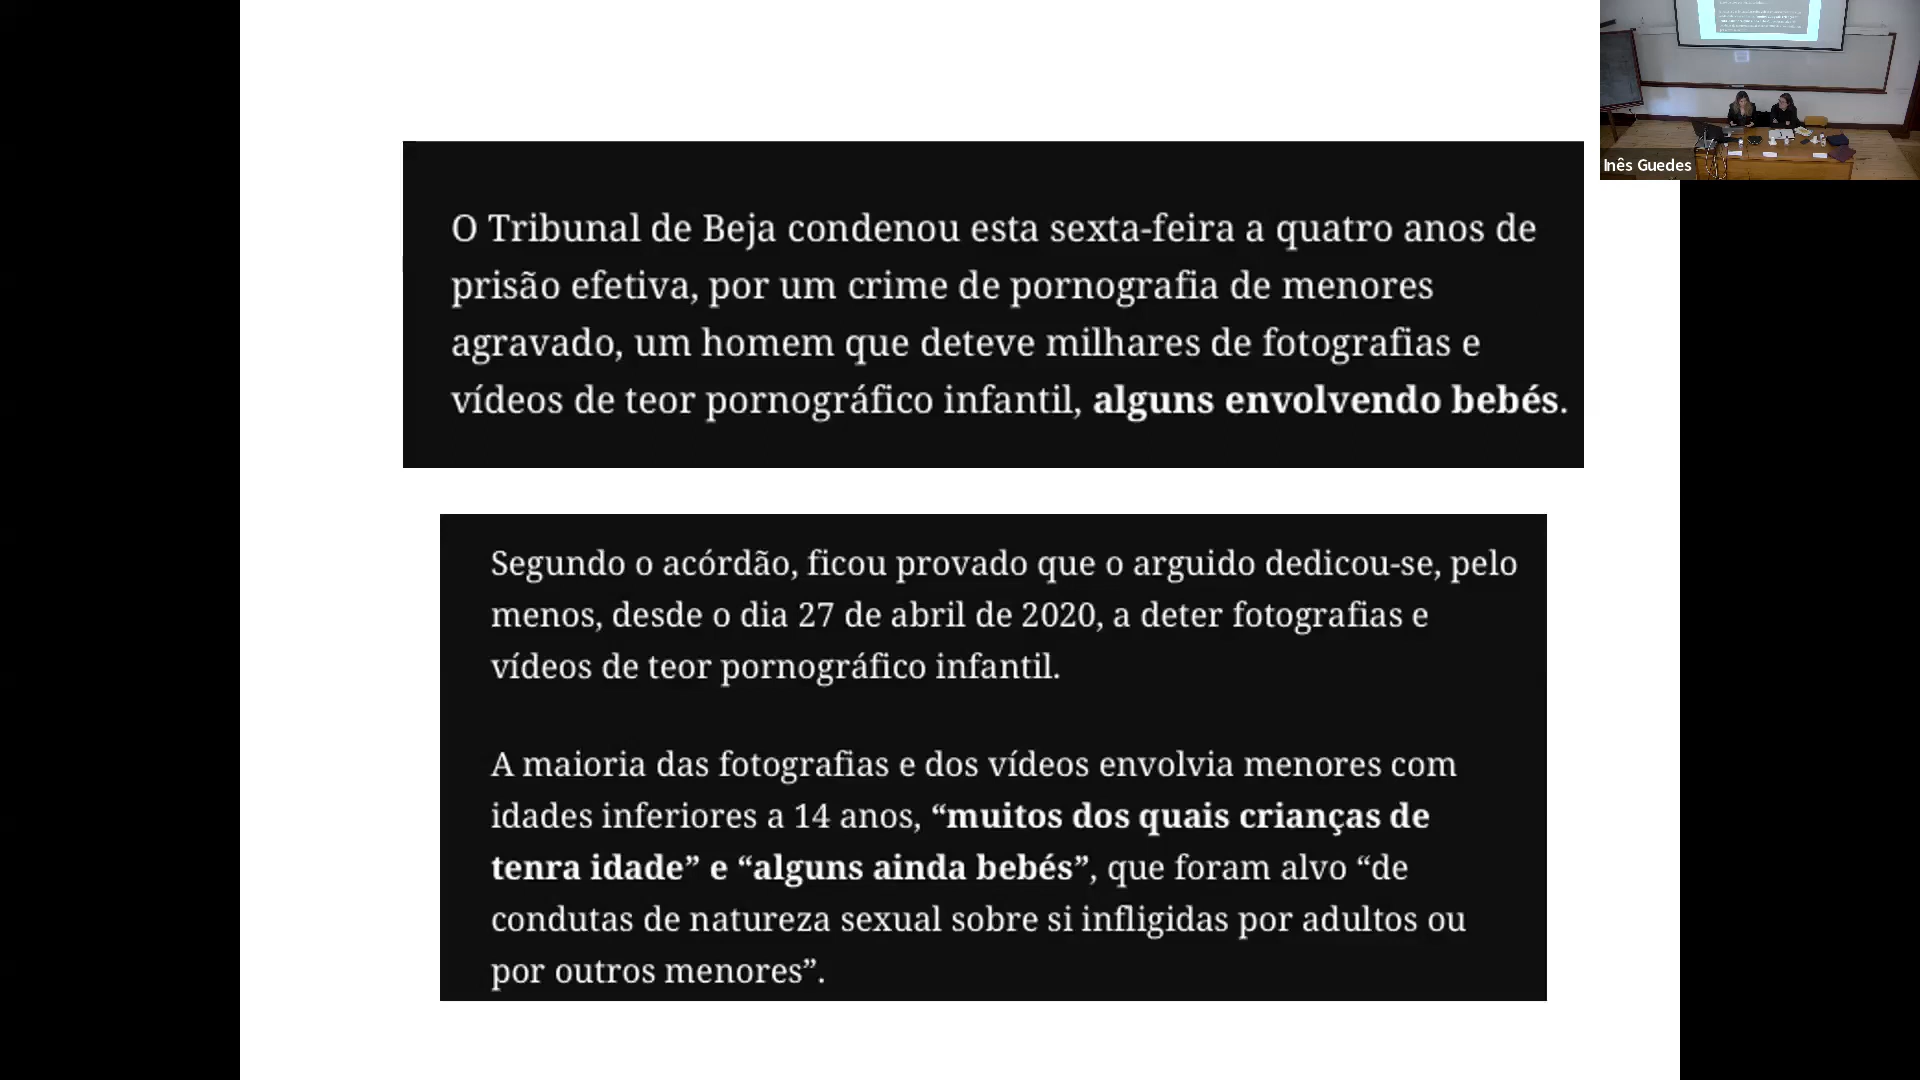 O Tribunal de Beja condenou esta sexta-feira a quatro anos de
prisão efetiva, por um crime de pornografia de menores
agravado, um homem que deteve milhares de fotografias e
vídeos de teor pornográfico infantil, alguns envolvendo bebés.
Segundo o acórdão, ficou provado que o arguido dedicou-se, pelo
menos, desde o dia 27 de abril de 2020, a deter fotografias e
vídeos de teor pornográfico infantil.
A maioria das fotografias e dos vídeos envolvia menores com
idades inferiores a 14 anos, “muitos dos quais crianças de
tenra idade” e “alguns ainda bebés”, que foram alvo “de
condutas de natureza sexual sobre si infligidas por adultos ou
por outros menores”.
Inês Guedes